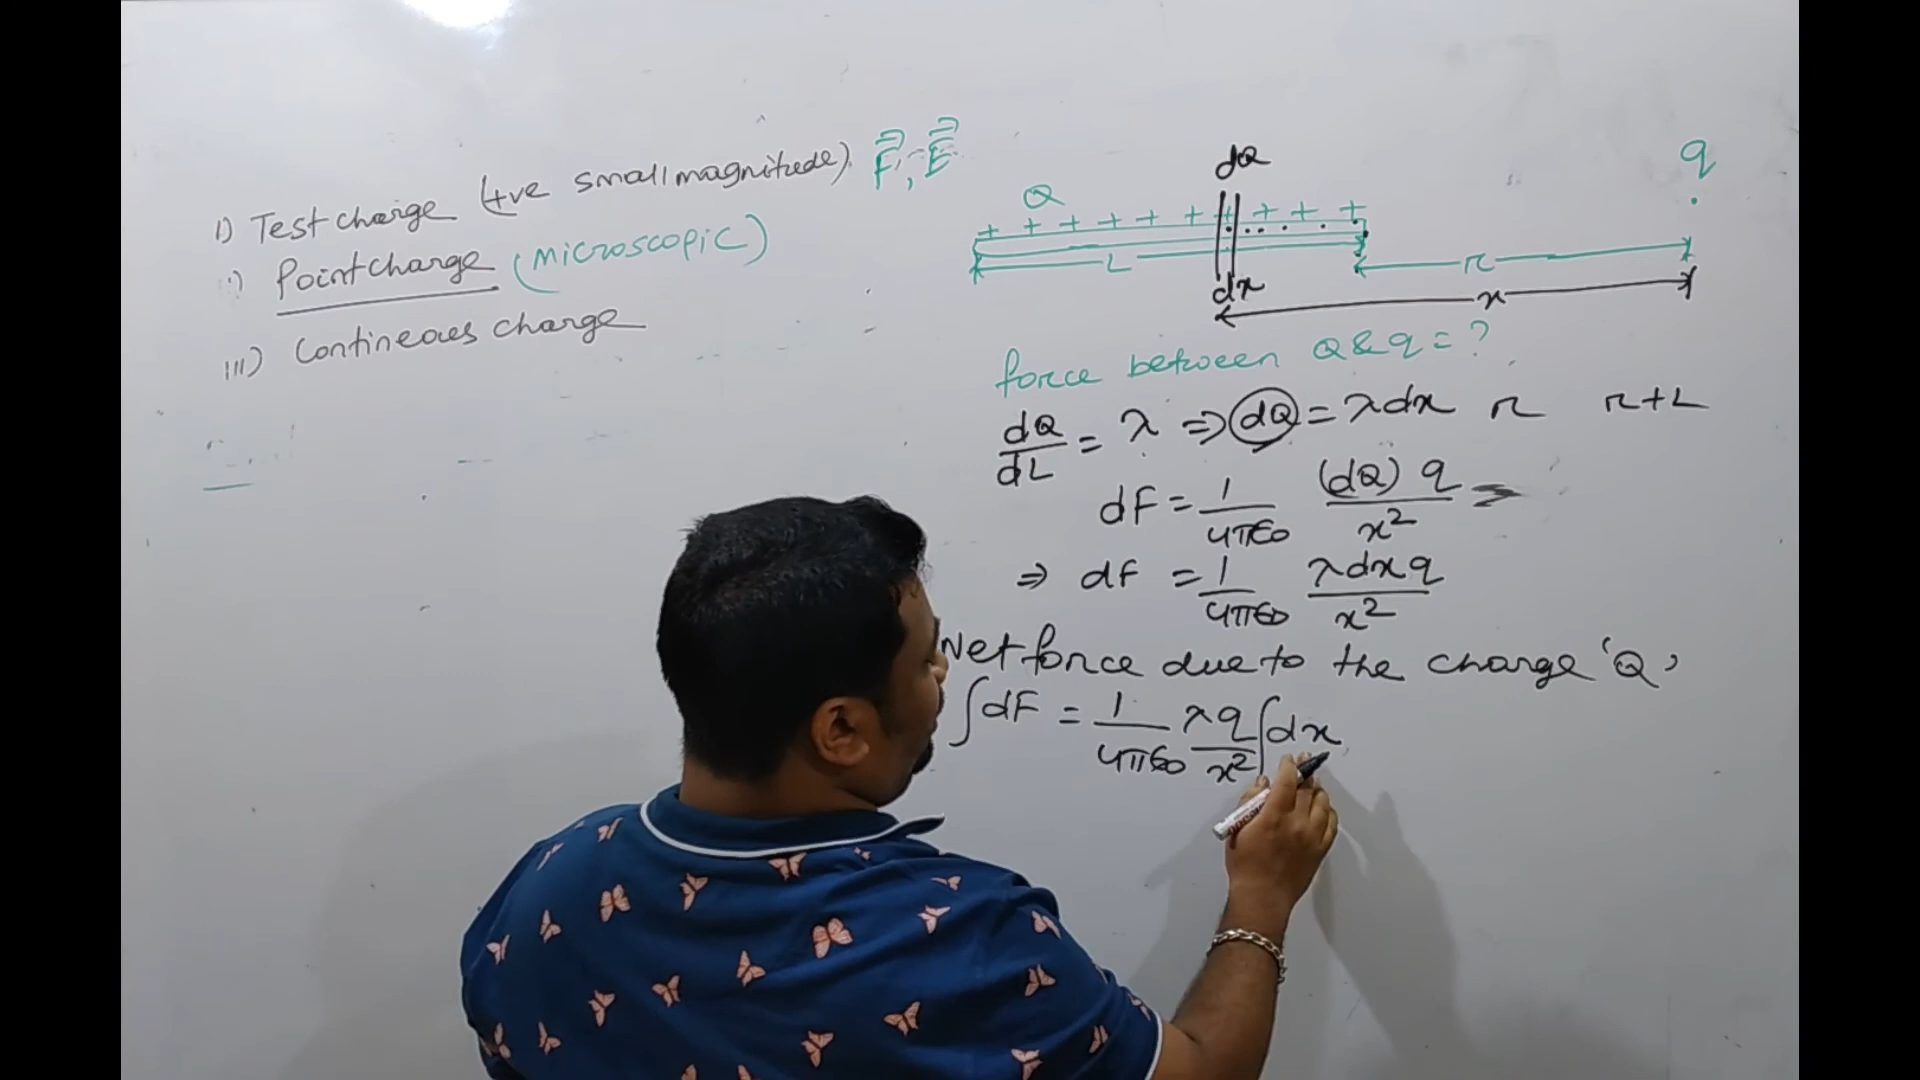 I) Test charge (+ve small magnitude). F⃗, E⃗
) Point charge (microscopic)
III) Contineous charge
dQ
q
Q
+ + + + + + + + + +
L
r
dx
x
force between Q & q = ?
dQ/dL = λ ⇒ dQ = λdx r r+L
dF = 1/4πε0 (dQ) q/x² =
⇒ dF = 1/4πε0 λdxq/x²
Net force due to the charge 'Q,
∫dF = 1/4πε0 λq/x² ∫dx